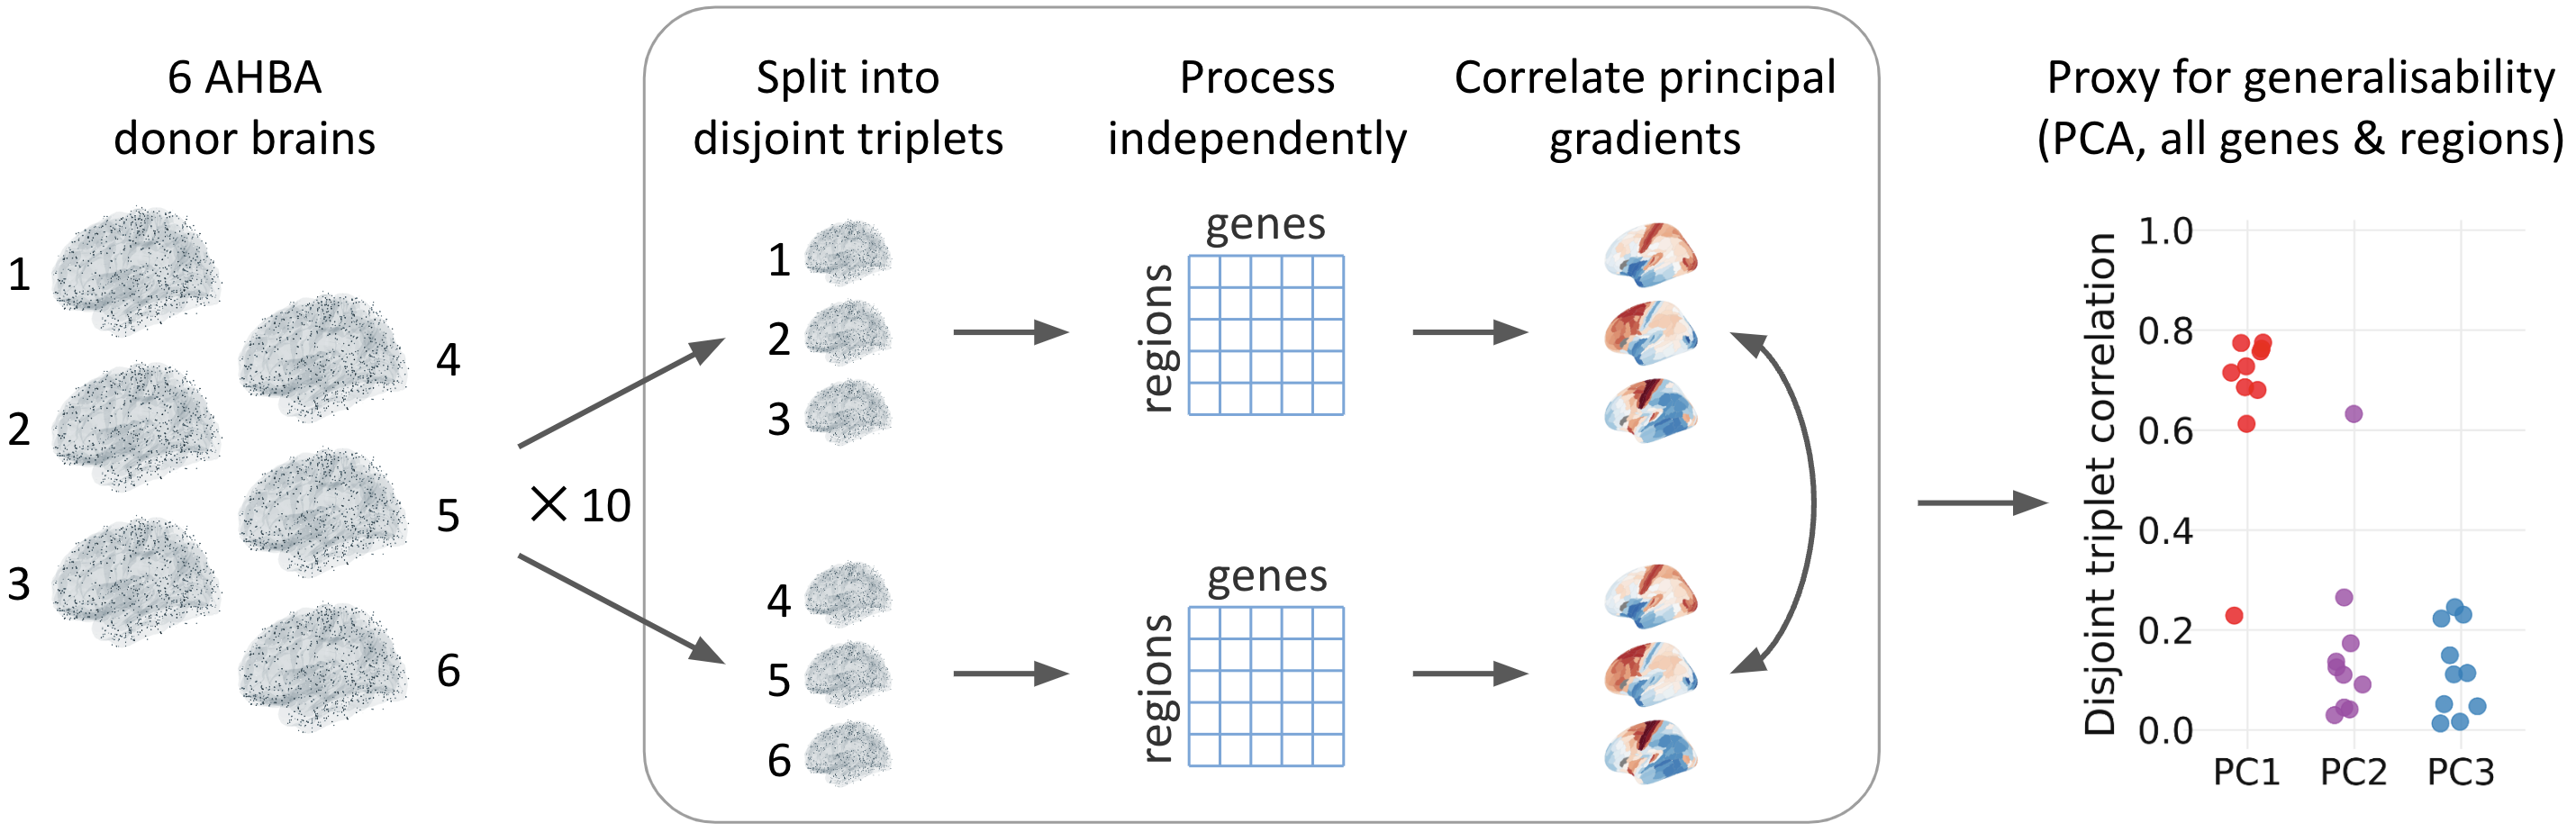 6 AHBA
donor brains
1
2
3
4
5
6
× 10
Split into
disjoint triplets
1
2
3
4
5
6
Process
independently
genes
regions
genes
regions
Correlate principal
gradients
Proxy for generalisability
(PCA, all genes & regions)
Disjoint triplet correlation
1.0
0.8
0.6
0.4
0.2
0.0
PC1 PC2 PC3